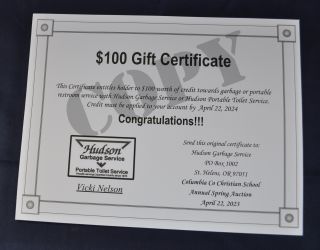 $100 Gift Certificate
COPY
This Certificate entitles holder to $100 worth of credit towards garbage or portable
restroom service with Hudson Garbage Service or Hudson Portable Toilet Service.
Credit must be applied to your account by April 22, 2024
Congratulations!!!
Hudson
Garbage Service
Portable Toilet Service
Vicki Nelson
Send this original certificate to:
Hudson Garbage Service
PO Box 1002
St. Helens, OR 97051
Columbia Co Christian School
Annual Spring Auction
April 22, 2023